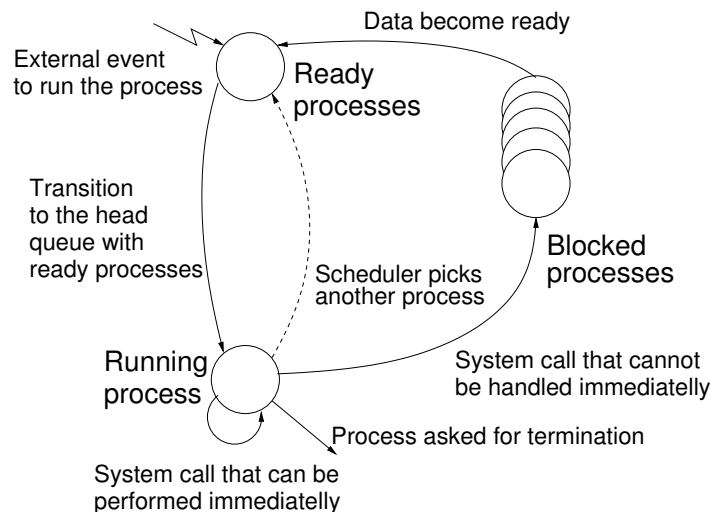 Data become ready
External event
to run the process
Ready
processes
Transition
to the head
queue with
ready processes
Scheduler picks
another process
Blocked
processes
Running
process
System call that cannot
be handled immediatelly
Process asked for termination
System call that can be
performed immediatelly